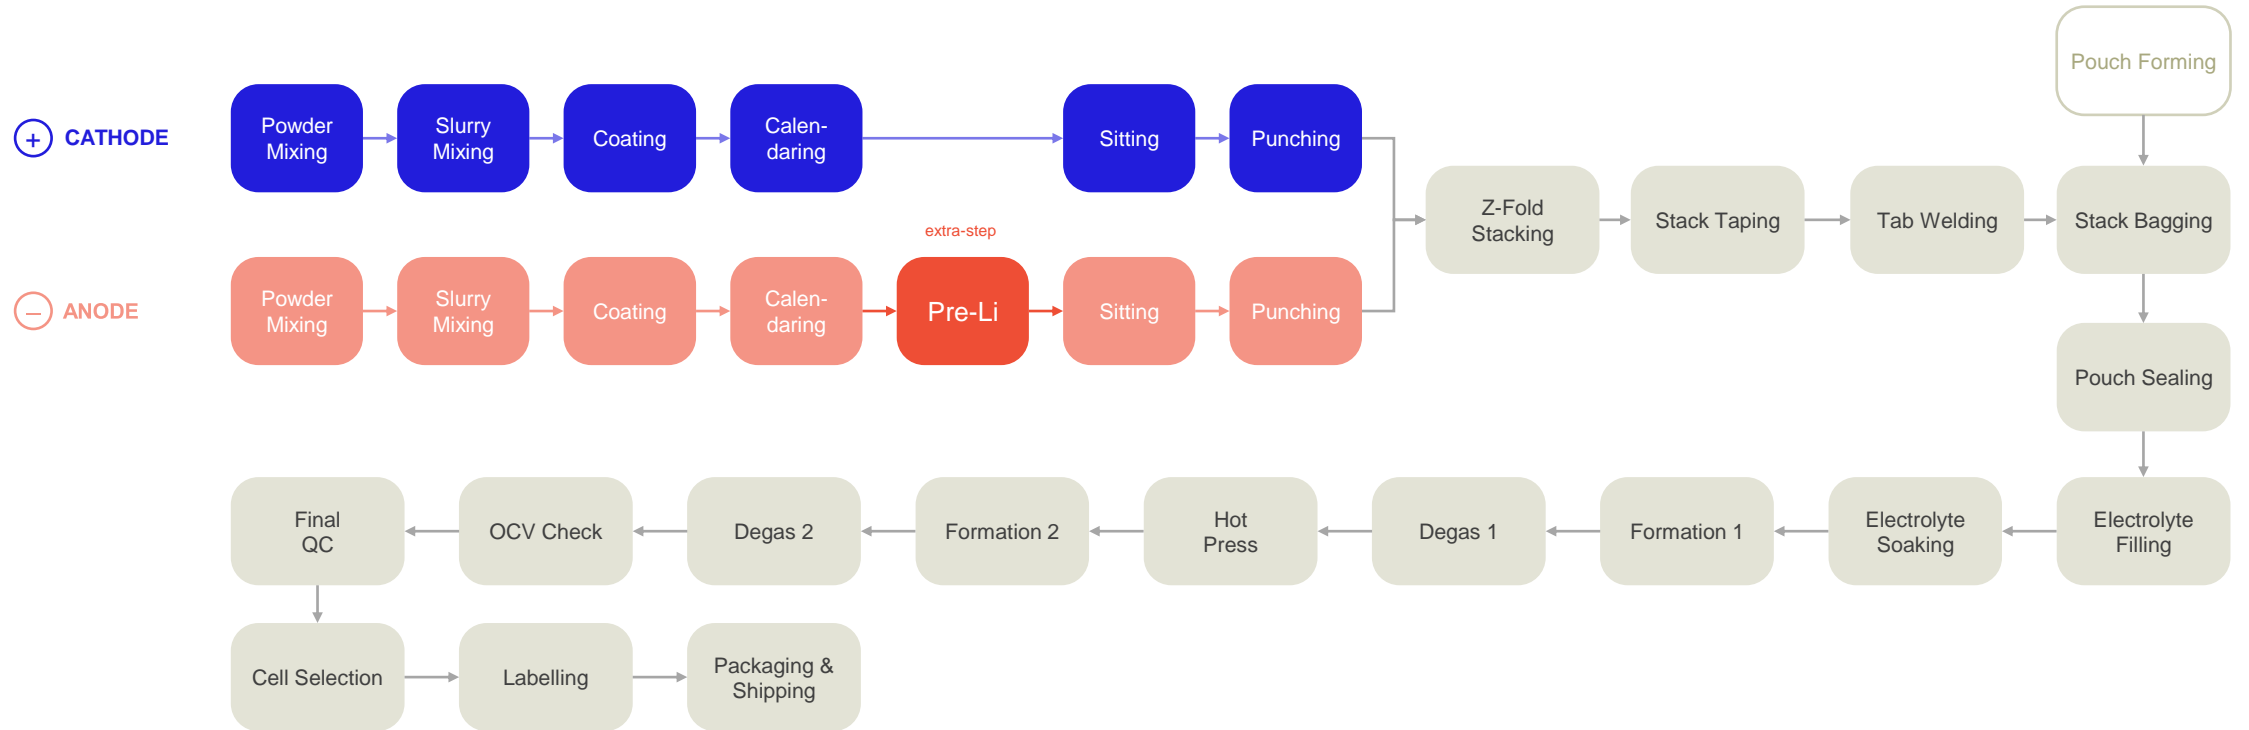 Pouch Forming
+ CATHODE
Powder
Mixing
Slurry
Mixing
Coating
Calen-
daring
Sitting
Punching
Z-Fold
Stacking
Stack Taping
Tab Welding
Stack Bagging
extra-step
– ANODE
Powder
Mixing
Slurry
Mixing
Coating
Calen-
daring
Pre-Li
Sitting
Punching
Pouch Sealing
Final
QC
OCV Check
Degas 2
Formation 2
Hot
Press
Degas 1
Formation 1
Electrolyte
Soaking
Electrolyte
Filling
Cell Selection
Labelling
Packaging &
Shipping